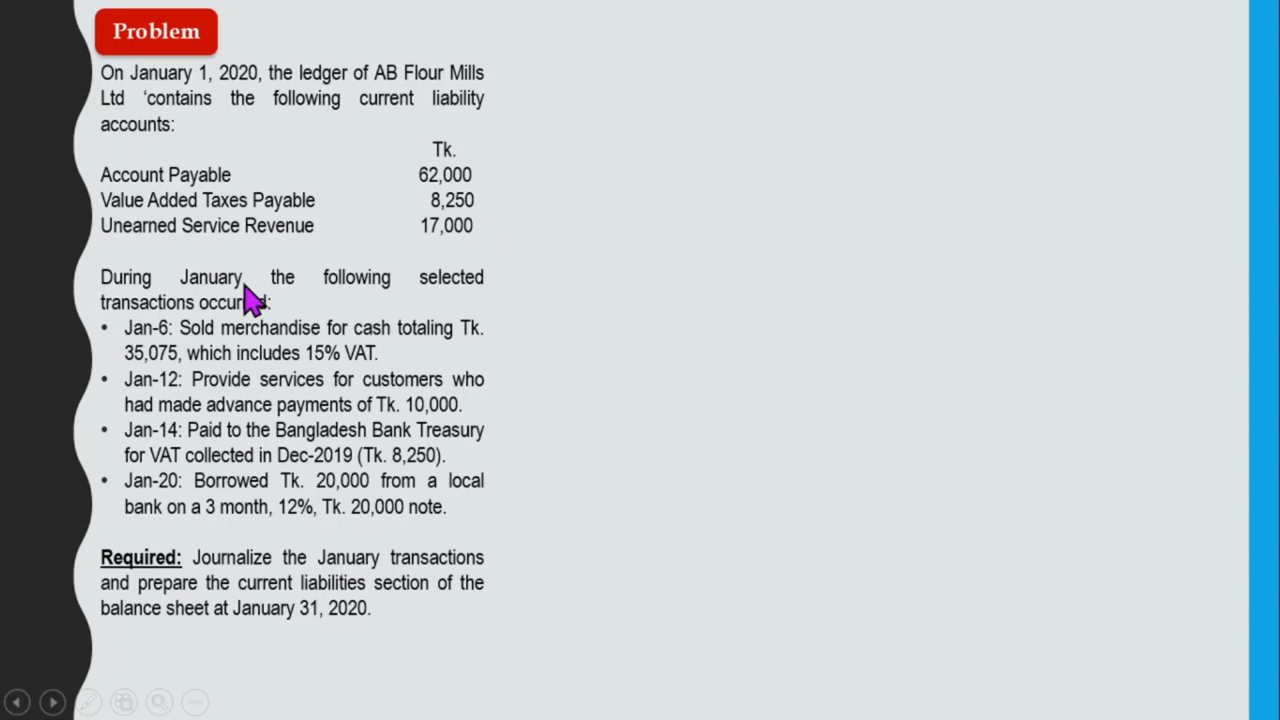 Problem
On January 1, 2020, the ledger of AB Flour Mills
Ltd ‘contains the following current liability
accounts:
Tk.
Account Payable 62,000
Value Added Taxes Payable 8,250
Unearned Service Revenue 17,000
During January the following selected
transactions
• Jan-6: Sold merchandise for cash totaling Tk.
35,075, which includes 15% VAT.
• Jan-12: Provide services for customers who
had made advance payments of Tk. 10,000.
• Jan-14: Paid to the Bangladesh Bank Treasury
for VAT collected in Dec-2019 (Tk. 8,250).
• Jan-20: Borrowed Tk. 20,000 from a local
bank on a 3 month, 12%, Tk. 20,000 note.
Required: Journalize the January transactions
and prepare the current liabilities section of the
balance sheet at January 31, 2020.